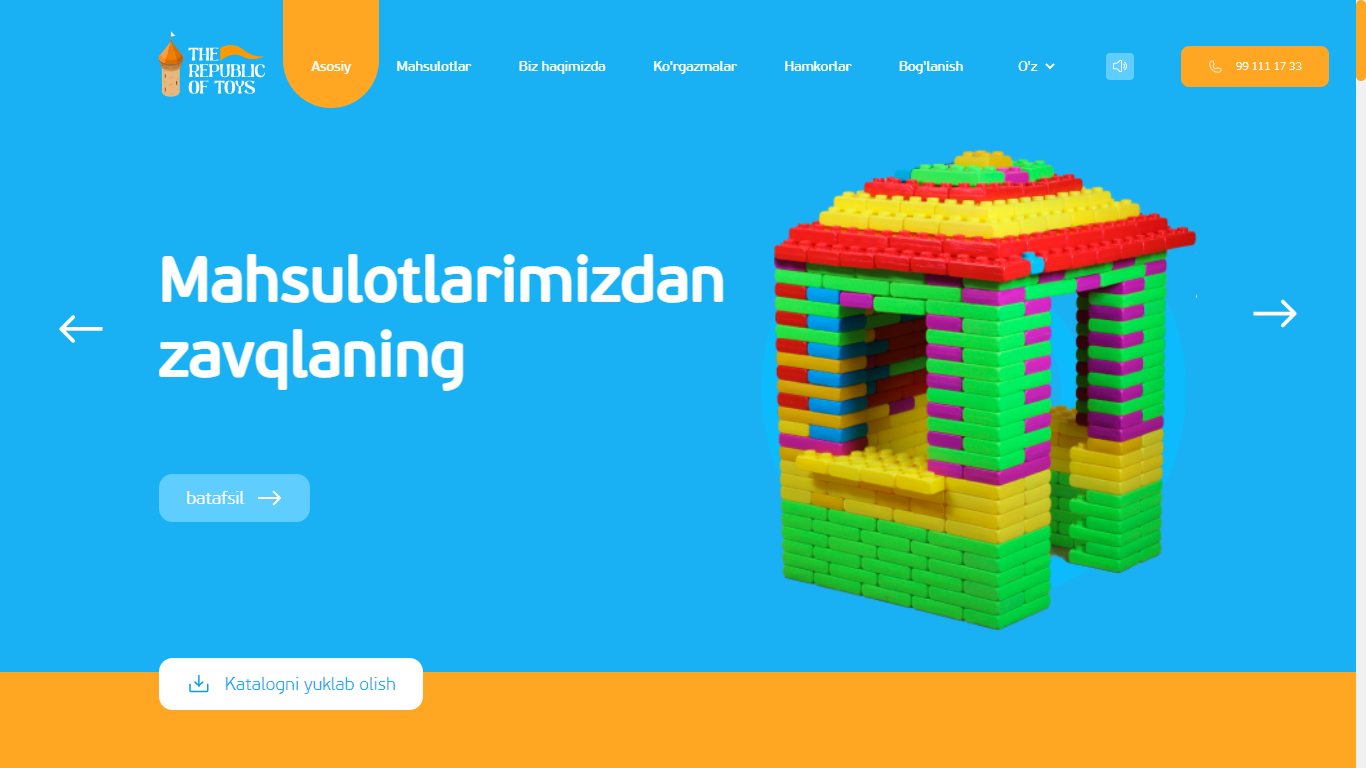 THE
REPUBLIC
OF TOYS
Asosiy
Mahsulotlar
Biz haqimizda
Ko'rgazmalar
Hamkorlar
Bog'lanish
O'z
99 111 17 33
Mahsulotlarimizdan
zavqlaning
batafsil
Katalogni yuklab olish